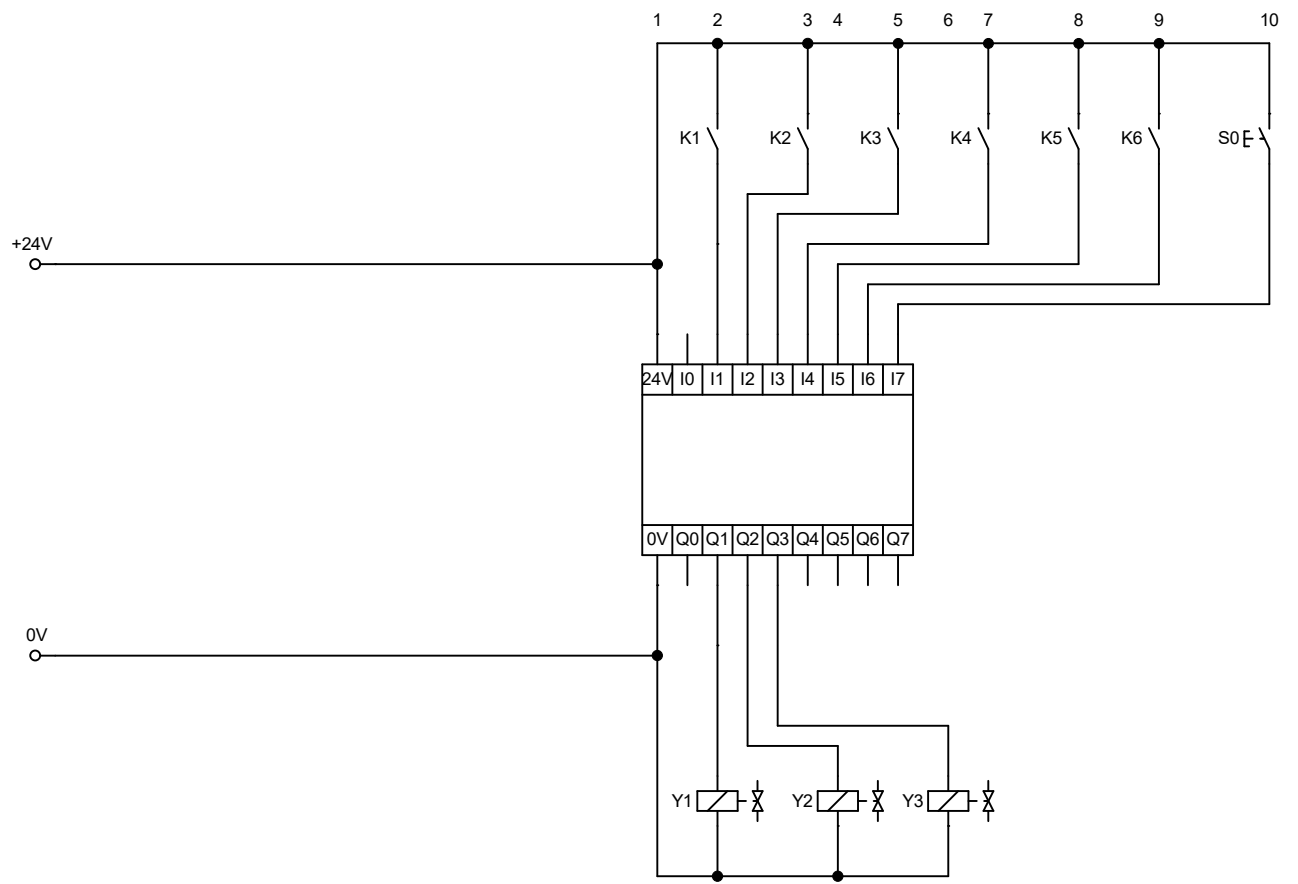 1 2 3 4 5 6 7 8 9 10
K1 K2 K3 K4 K5 K6 S0
+24V
24V I0 I1 I2 I3 I4 I5 I6 I7
0V Q0 Q1 Q2 Q3 Q4 Q5 Q6 Q7
0V
Y1 Y2 Y3